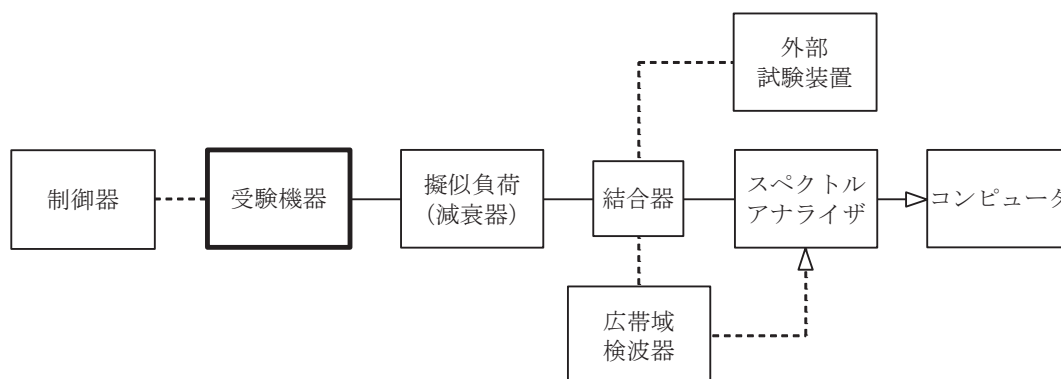 外部
試験装置
制御器
受験機器
擬似負荷
(減衰器)
結合器
スペクトル
アナライザ
コンピュータ
広帯域
検波器